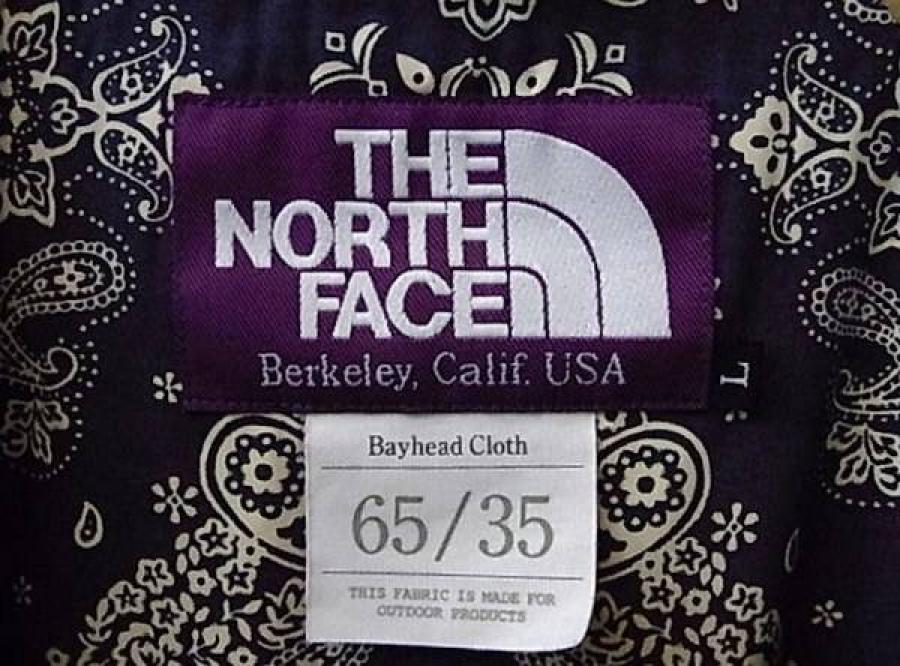 THE
NORTH
FACE
Berkeley, Calif. USA
L
Bayhead Cloth
65/35
THIS FABRIC IS MADE FOR
OUTDOOR PRODUCTS